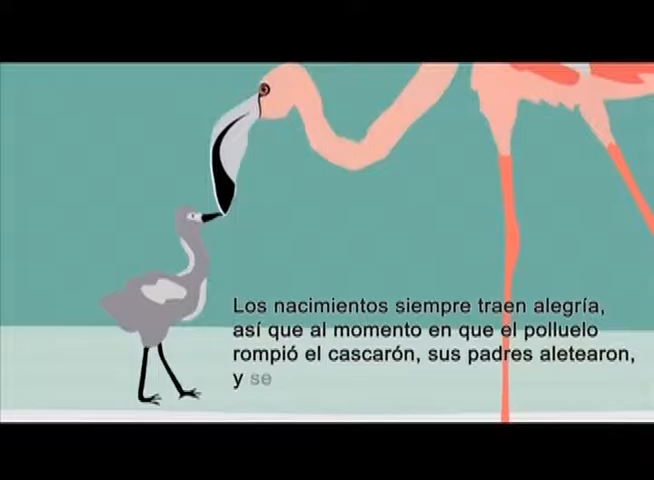 Los nacimientos siempre traen alegría,
así que al momento en que el polluelo
rompió el cascarón, sus padres aletearon,
y se